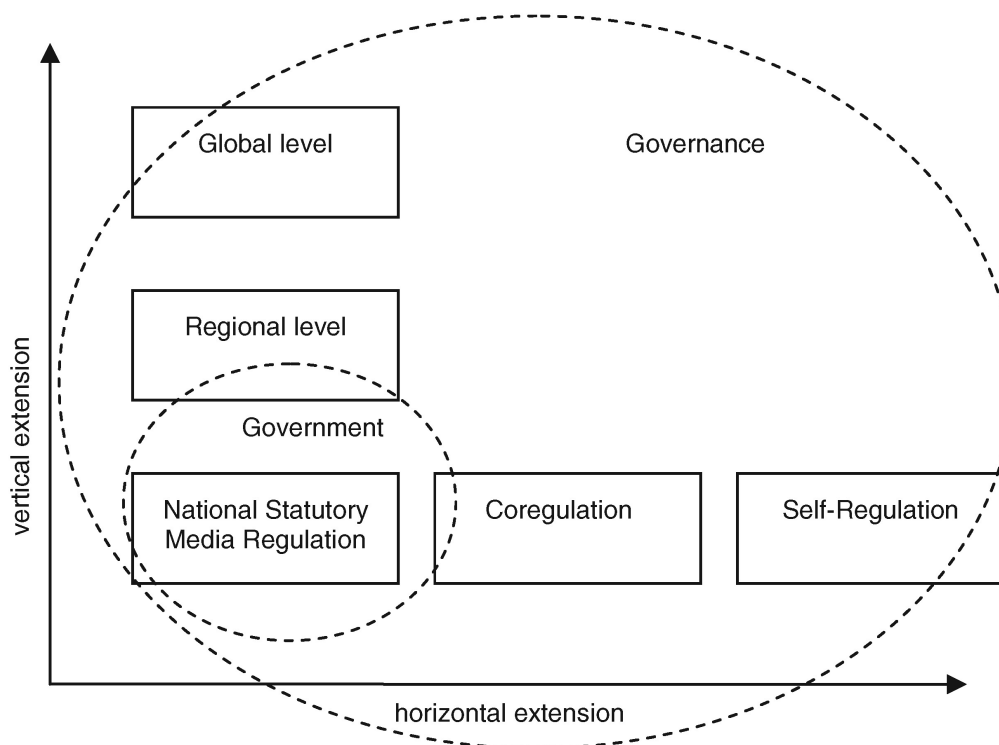 Global level
Governance
Regional level
Government
National Statutory
Media Regulation
Coregulation
Self-Regulation
vertical extension
horizontal extension